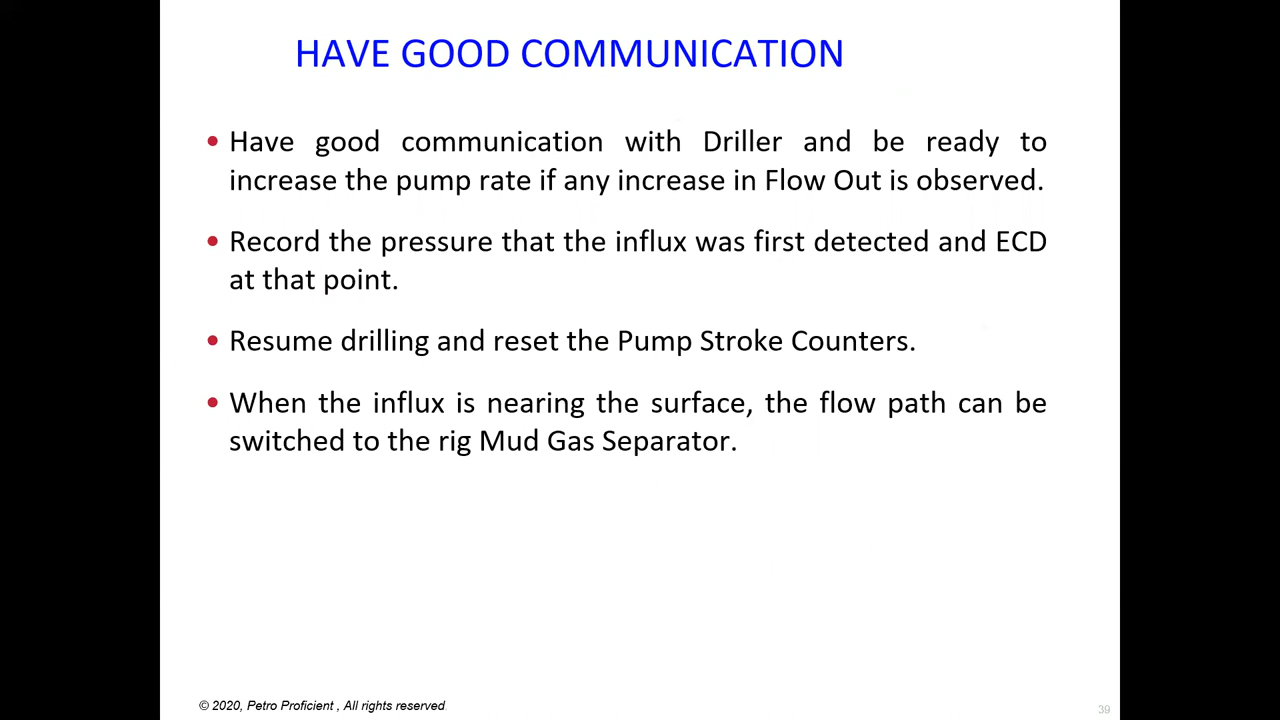 HAVE GOOD COMMUNICATION
• Have good communication with Driller and be ready to
increase the pump rate if any increase in Flow Out is observed.
• Record the pressure that the influx was first detected and ECD
at that point.
• Resume drilling and reset the Pump Stroke Counters.
• When the influx is nearing the surface, the flow path can be
switched to the rig Mud Gas Separator.
© 2020, Petro Proficient , All rights reserved
39